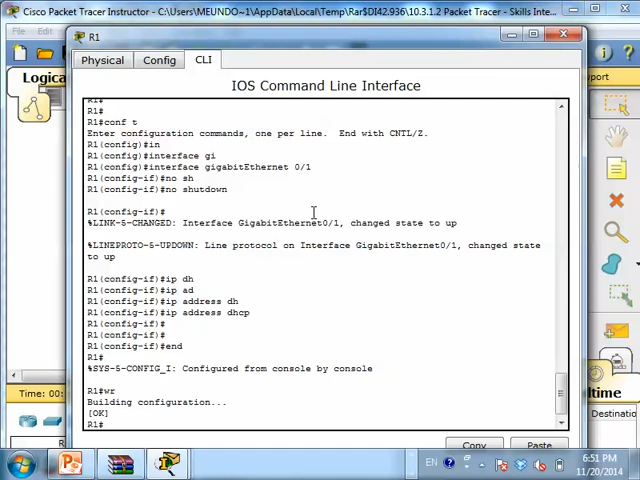 Cisco Packet Tracer Instructor - C:\Users\MEUNDO~1\AppData\Local\Temp\Rar$DI42.936\10.3.1.2 Packet Tracer - Skills Inte...
File
R1
Physical
Config
CLI
port
Logica
IOS Command Line Interface
R1#
R1#
R1#conf t
Enter configuration commands, one per line.  End with CNTL/Z.
R1(config)#in
R1(config)#interface gi
R1(config)#interface gigabitEthernet 0/1
R1(config-if)#no sh
R1(config-if)#no shutdown
R1(config-if)#
%LINK-5-CHANGED: Interface GigabitEthernet0/1, changed state to up
%LINEPROTO-5-UPDOWN: Line protocol on Interface GigabitEthernet0/1, changed state
to up
R1(config-if)#ip dh
R1(config-if)#ip ad
R1(config-if)#ip address dh
R1(config-if)#ip address dhcp
R1(config-if)#
R1(config-if)#
R1(config-if)#end
R1#
%SYS-5-CONFIG_I: Configured from console by console
R1#wr
Building configuration...
[OK]
R1#
Time: 00:
ltime
Destinatio
Copy
Paste
EN
6:51 PM
11/20/2014